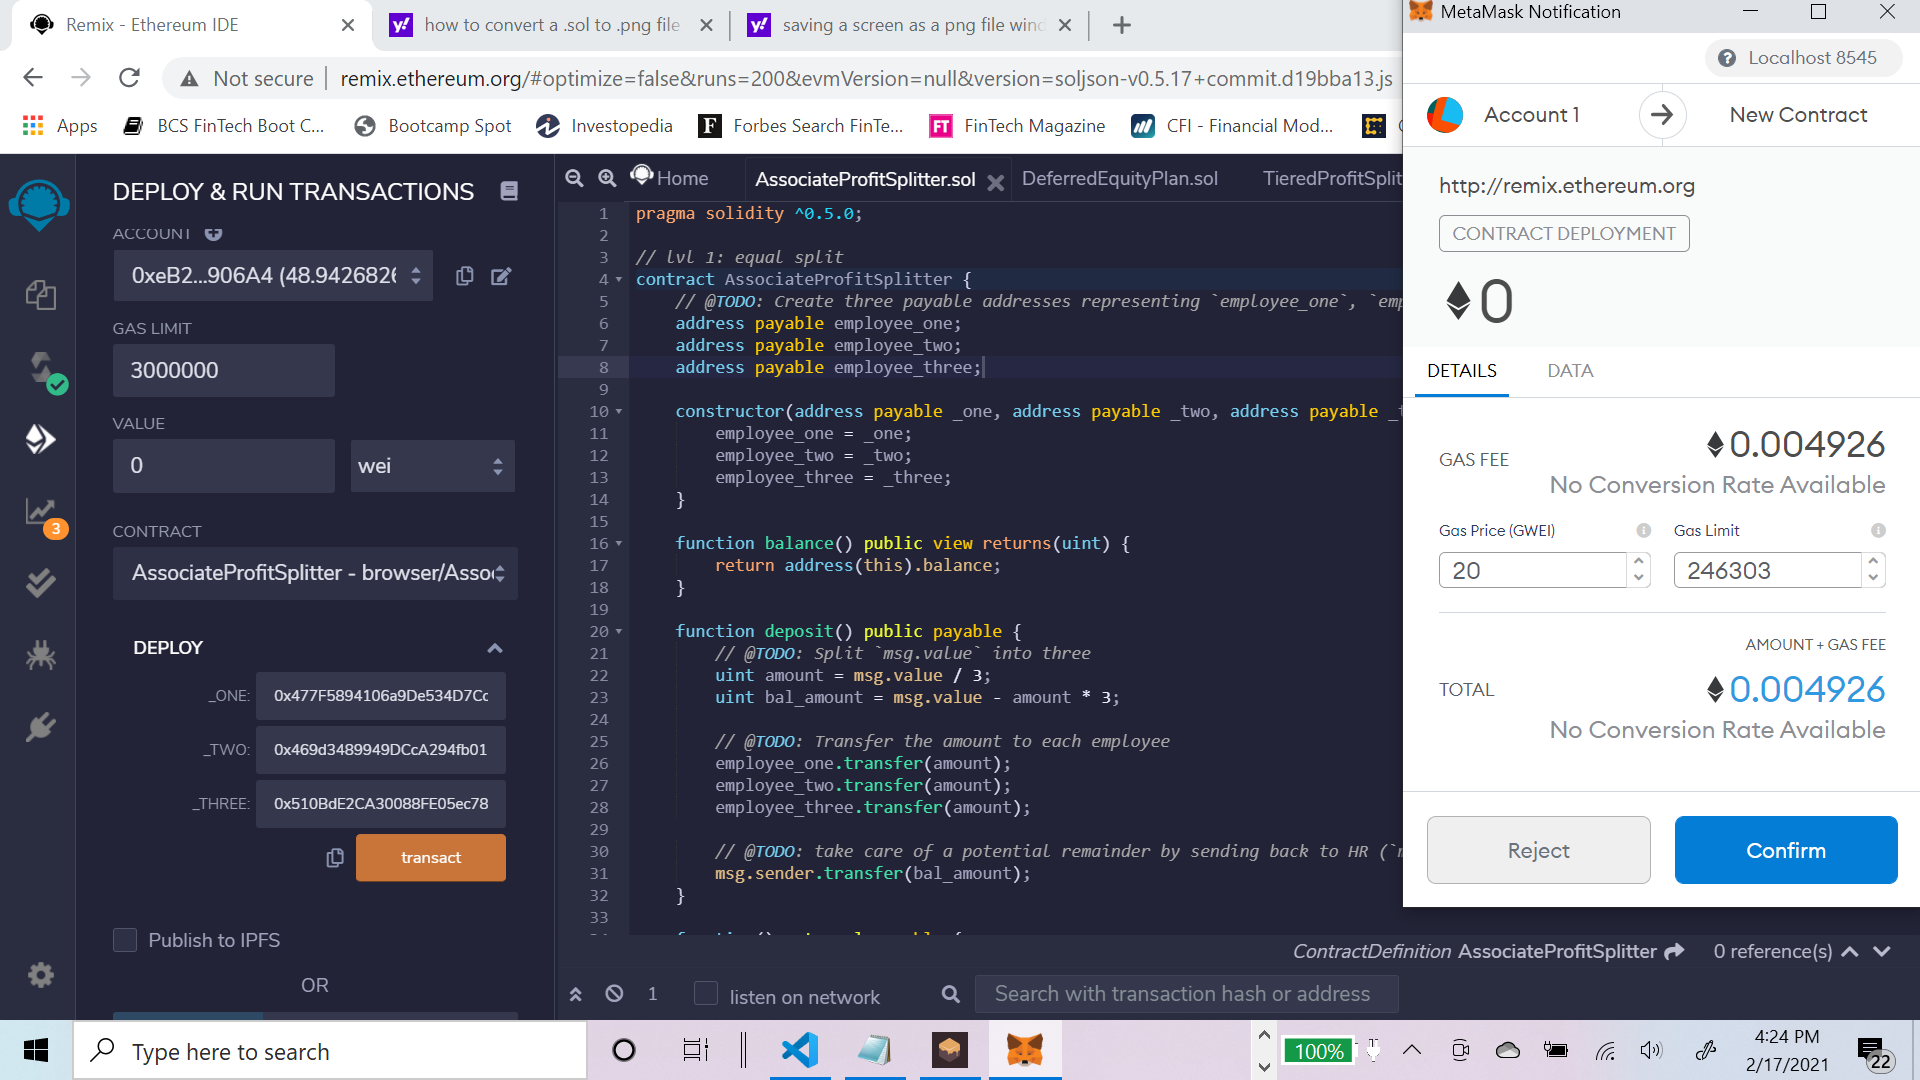 Remix - Ethereum IDE
how to convert a .sol to .png file
saving a screen as a png file wind
MetaMask Notification
Not secure
remix.ethereum.org/#optimize=false&runs=200&evmVersion=null&version=soljson-v0.5.17+commit.d19bba13.js
Apps
BCS FinTech Boot C...
Bootcamp Spot
Investopedia
Forbes Search FinTe...
FT
FinTech Magazine
CFI - Financial Mod...
DEPLOY & RUN TRANSACTIONS
ACCOUNT
0xeB2...906A4 (48.9426826
GAS LIMIT
3000000
VALUE
0
wei
CONTRACT
AssociateProfitSplitter - browser/Asso
DEPLOY
_ONE:
0x477F5894106a9De534D7Cc
_TWO:
0x469d3489949DCcA294fb01
_THREE:
0x510BdE2CA30088FE05ec78
transact
Publish to IPFS
OR
3
Home
AssociateProfitSplitter.sol
DeferredEquityPlan.sol
TieredProfitSplit
1 pragma solidity ^0.5.0;
2
3 // lvl 1: equal split
4 contract AssociateProfitSplitter {
5 // @TODO: Create three payable addresses representing `employee_one`, `emp
6 address payable employee_one;
7 address payable employee_two;
8 address payable employee_three;
9
10 constructor(address payable _one, address payable _two, address payable _t
11 employee_one = _one;
12 employee_two = _two;
13 employee_three = _three;
14 }
15
16 function balance() public view returns(uint) {
17 return address(this).balance;
18 }
19
20 function deposit() public payable {
21 // @TODO: Split `msg.value` into three
22 uint amount = msg.value / 3;
23 uint bal_amount = msg.value - amount * 3;
24
25 // @TODO: Transfer the amount to each employee
26 employee_one.transfer(amount);
27 employee_two.transfer(amount);
28 employee_three.transfer(amount);
29
30 // @TODO: take care of a potential remainder by sending back to HR (`m
31 msg.sender.transfer(bal_amount);
32 }
33
ContractDefinition AssociateProfitSplitter
0 reference(s)
1
listen on network
Search with transaction hash or address
Localhost 8545
Account 1
New Contract
http://remix.ethereum.org
CONTRACT DEPLOYMENT
0
DETAILS
DATA
GAS FEE
0.004926
No Conversion Rate Available
Gas Price (GWEI)
Gas Limit
20
246303
AMOUNT + GAS FEE
TOTAL
0.004926
No Conversion Rate Available
Reject
Confirm
Type here to search
100%
4:24 PM
2/17/2021
22